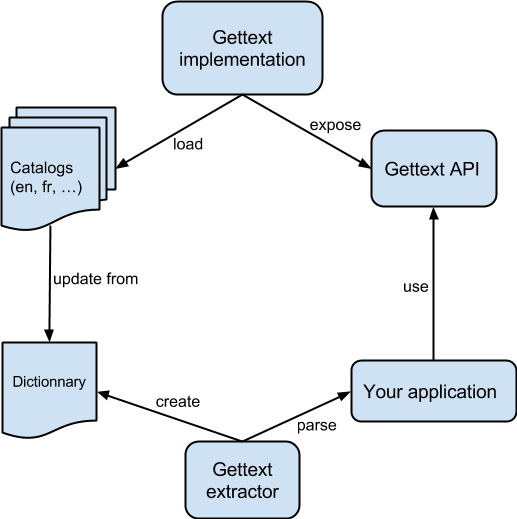 Gettext
implementation
load
expose
Catalogs
(en, fr, …)
Gettext API
update from
use
Dictionnary
create
parse
Your application
Gettext
extractor